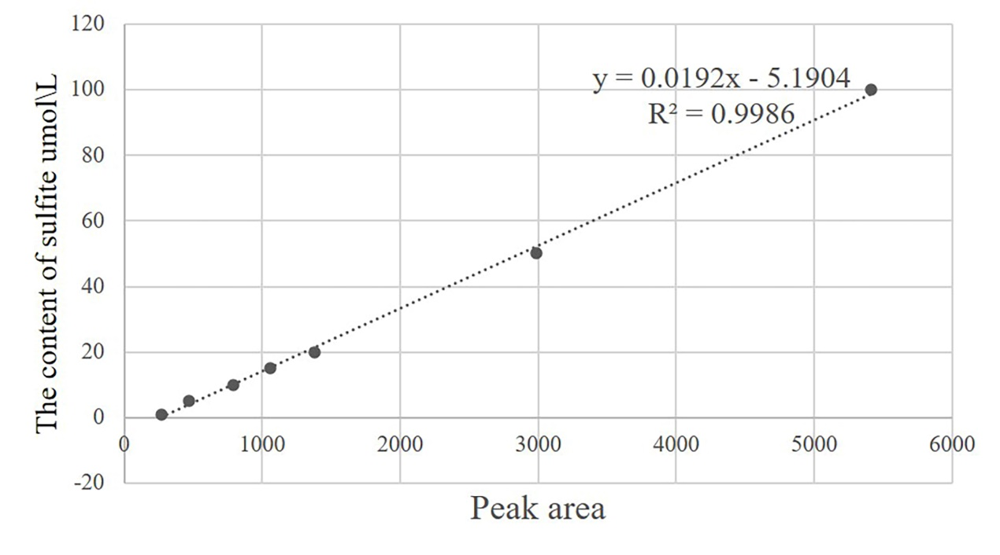 120
100
80
60
40
20
0
-20
The content of sulfite umol\L
y = 0.0192x - 5.1904
R² = 0.9986
0 1000 2000 3000 4000 5000 6000
Peak area